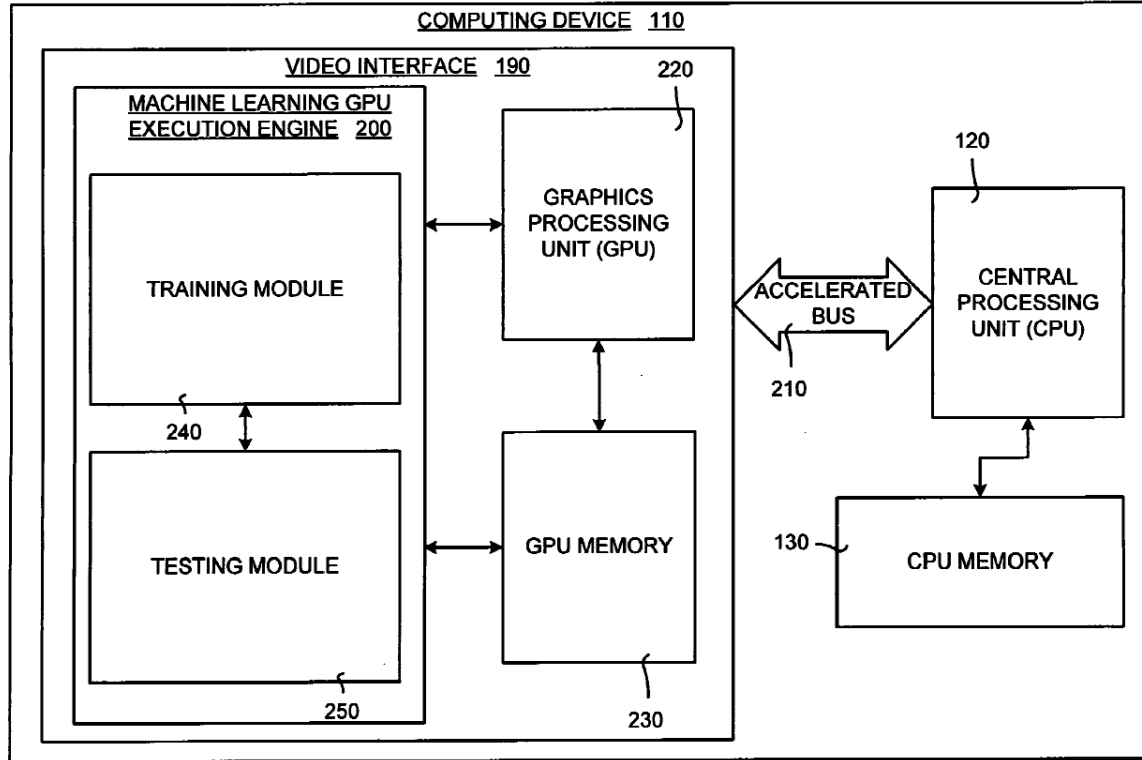 COMPUTING DEVICE 110
VIDEO INTERFACE 190
MACHINE LEARNING GPU
EXECUTION ENGINE 200
TRAINING MODULE
240
TESTING MODULE
250
220
GRAPHICS
PROCESSING
UNIT (GPU)
GPU MEMORY
230
ACCELERATED
BUS
210
120
CENTRAL
PROCESSING
UNIT (CPU)
130
CPU MEMORY